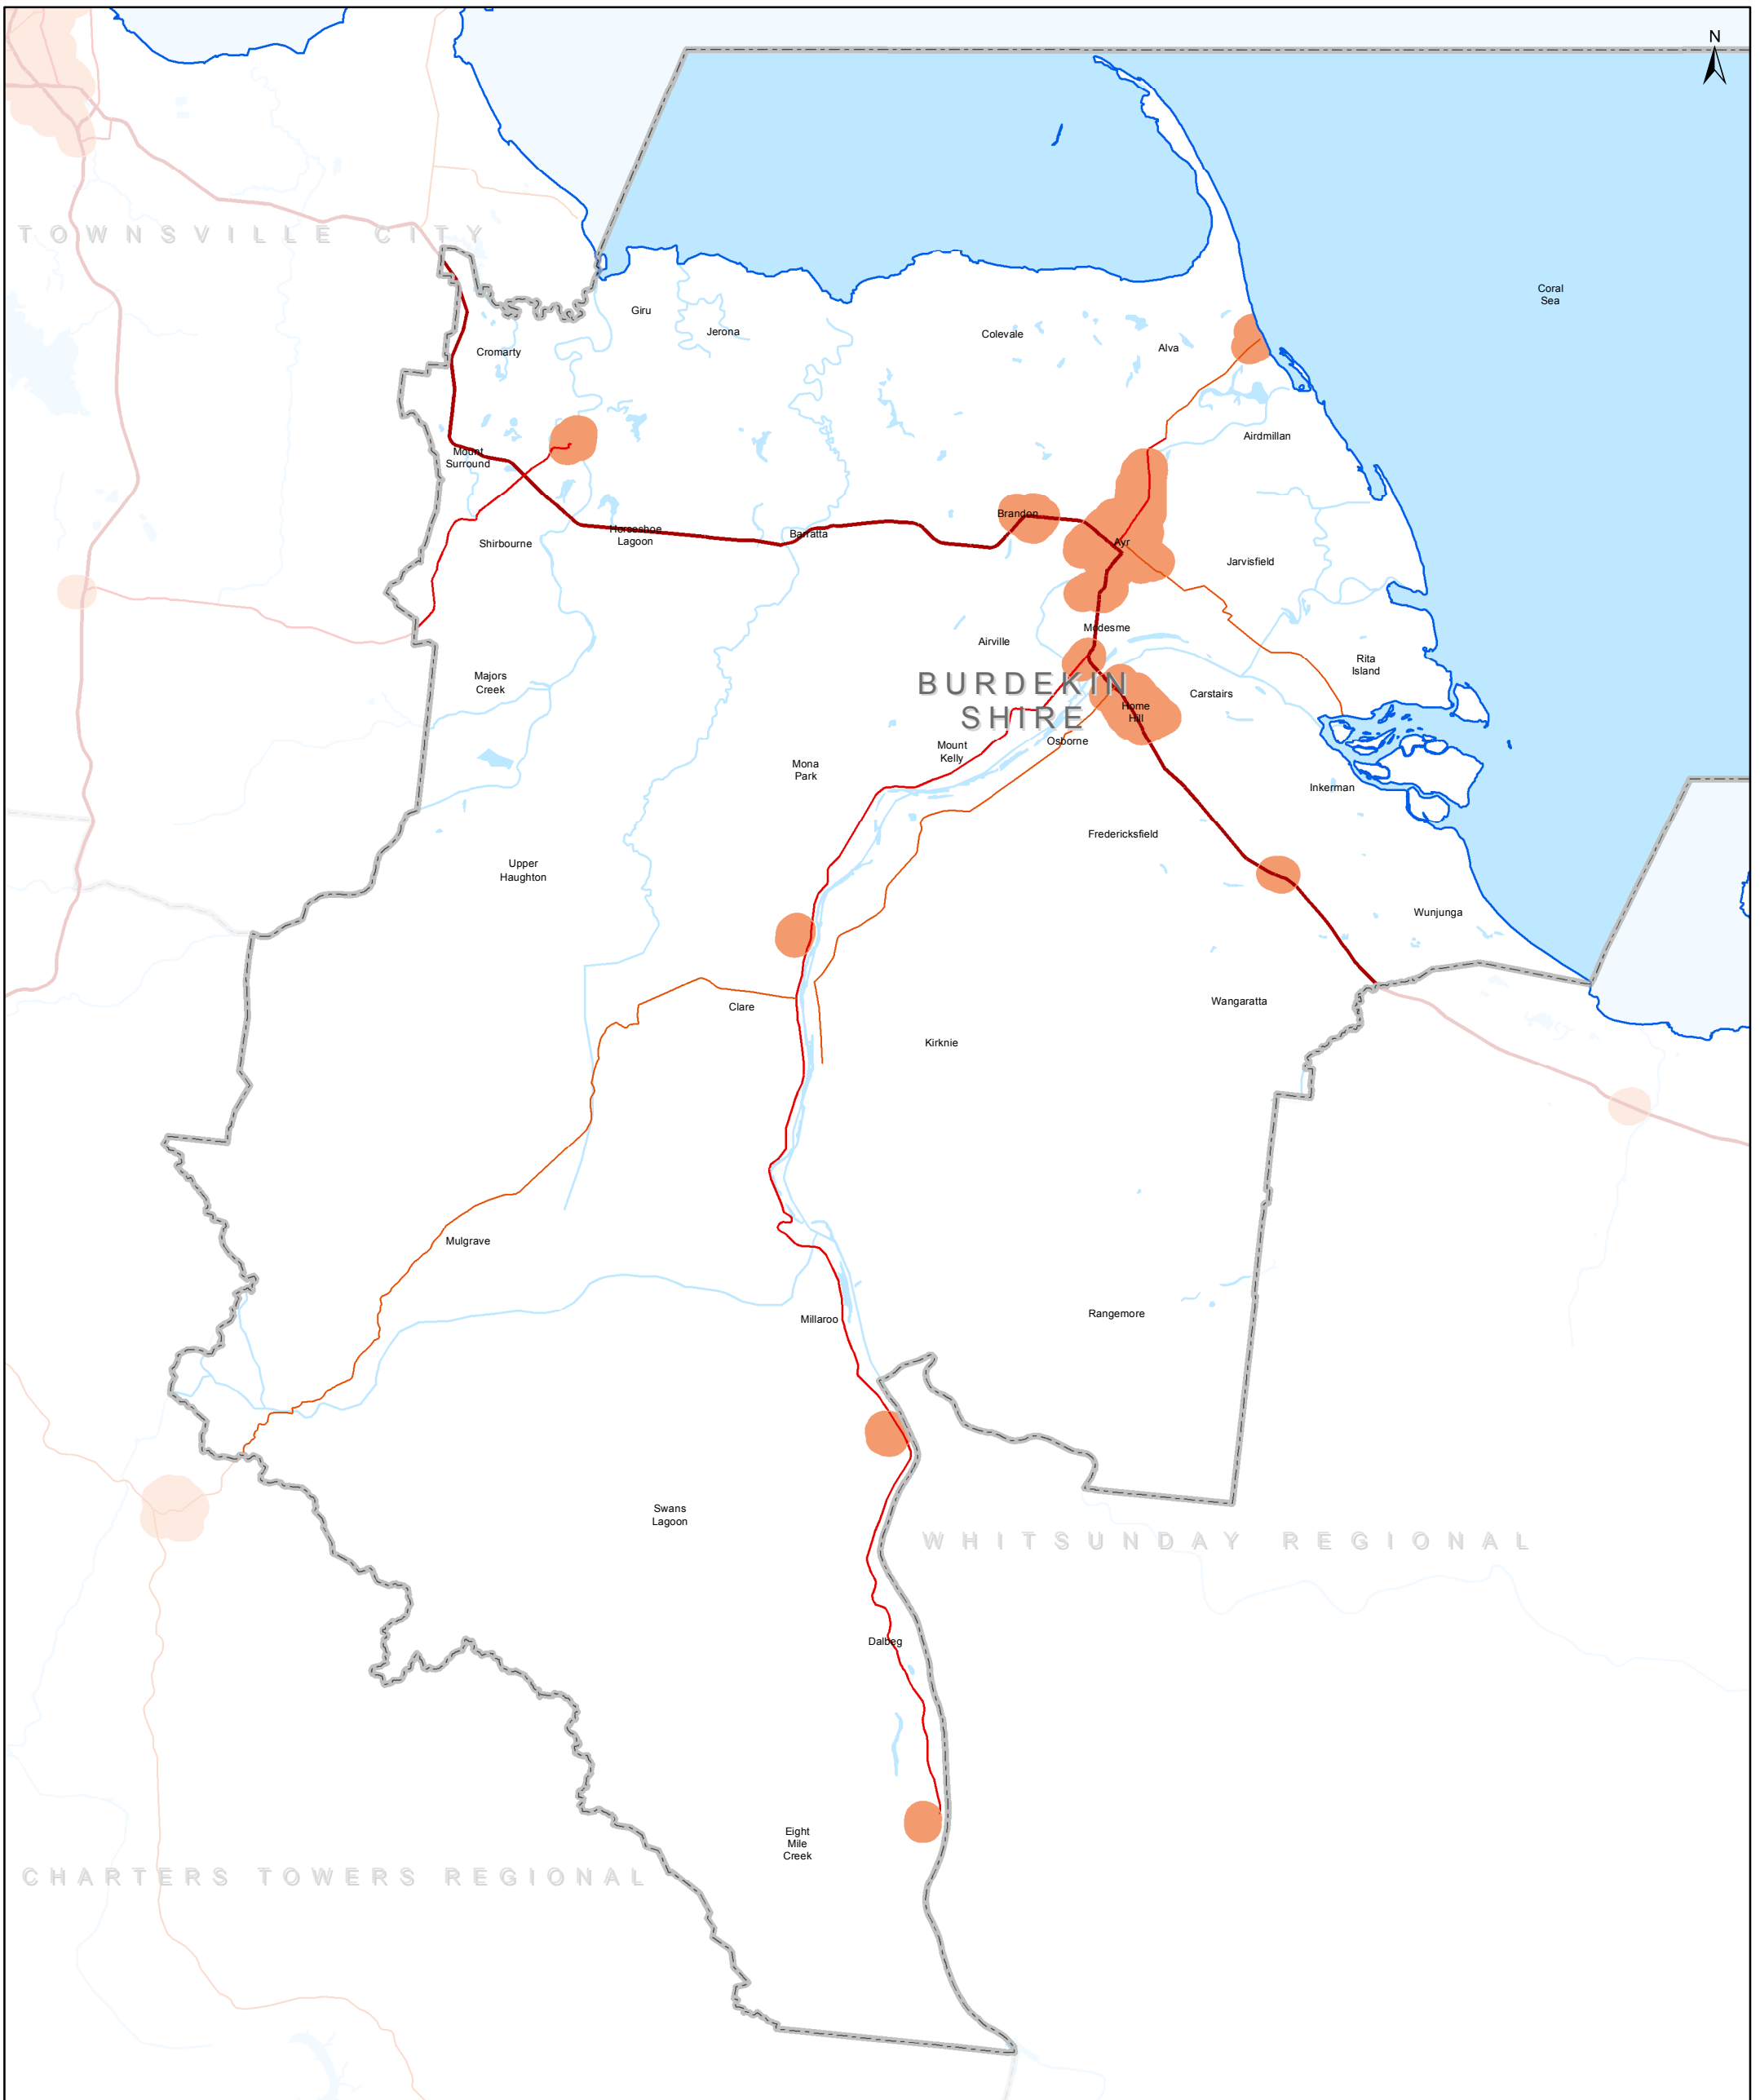 N
TOWNSVILLE CITY
Coral
Sea
Giru
Jerona
Colevale
Alva
Cromarty
Airdmillan
Mount
Surround
Brandon
Horseshoe
Lagoon
Barratta
Shirbourne
Ayr
Jarvisfield
Modesme
Airville
Rita
Island
Majors
Creek
BURDEKIN
SHIRE
Carstairs
Home
Hill
Osborne
Mount
Kelly
Mona
Park
Inkerman
Fredericksfield
Upper
Haughton
Wunjunga
Clare
Wangaratta
Kirknie
Mulgrave
Millaroo
Rangemore
Swans
Lagoon
WHITSUNDAY REGIONAL
Dalbeg
Eight
Mile
Creek
CHARTERS TOWERS REGIONAL